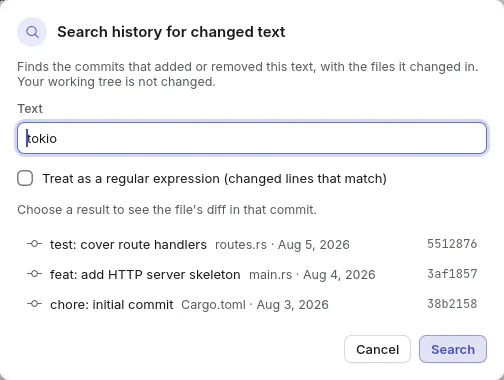 Search history for changed text
Finds the commits that added or removed this text, with the files it changed in.
Your working tree is not changed.
Text
tokio
Treat as a regular expression (changed lines that match)
Choose a result to see the file's diff in that commit.
test: cover route handlers routes.rs · Aug 5, 2026 5512876
feat: add HTTP server skeleton main.rs · Aug 4, 2026 3af1857
chore: initial commit Cargo.toml · Aug 3, 2026 38b2158
Cancel Search